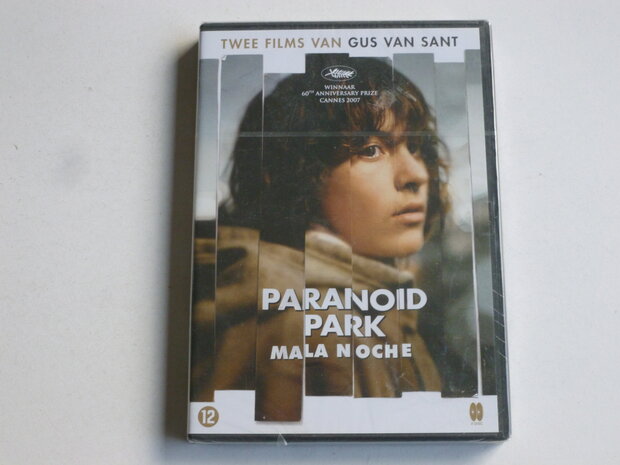 TWEE FILMS VAN GUS VAN SANT
WINNAAR
60TH ANNIVERSARY PRIZE
CANNES 2007
PARANOID
PARK
MALA NOCHE
12